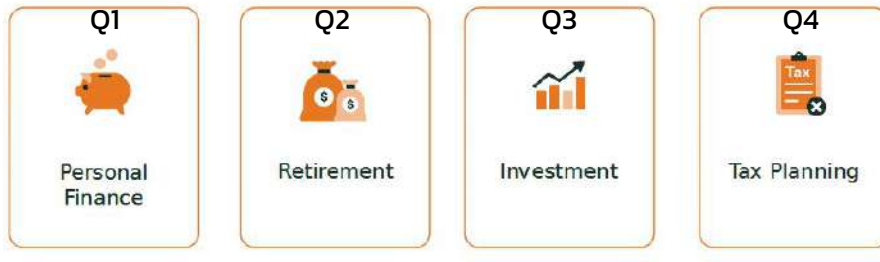 Q1
Personal
Finance
Q2
$
$
Retirement
Q3
Investment
Q4
Tax
Tax Planning